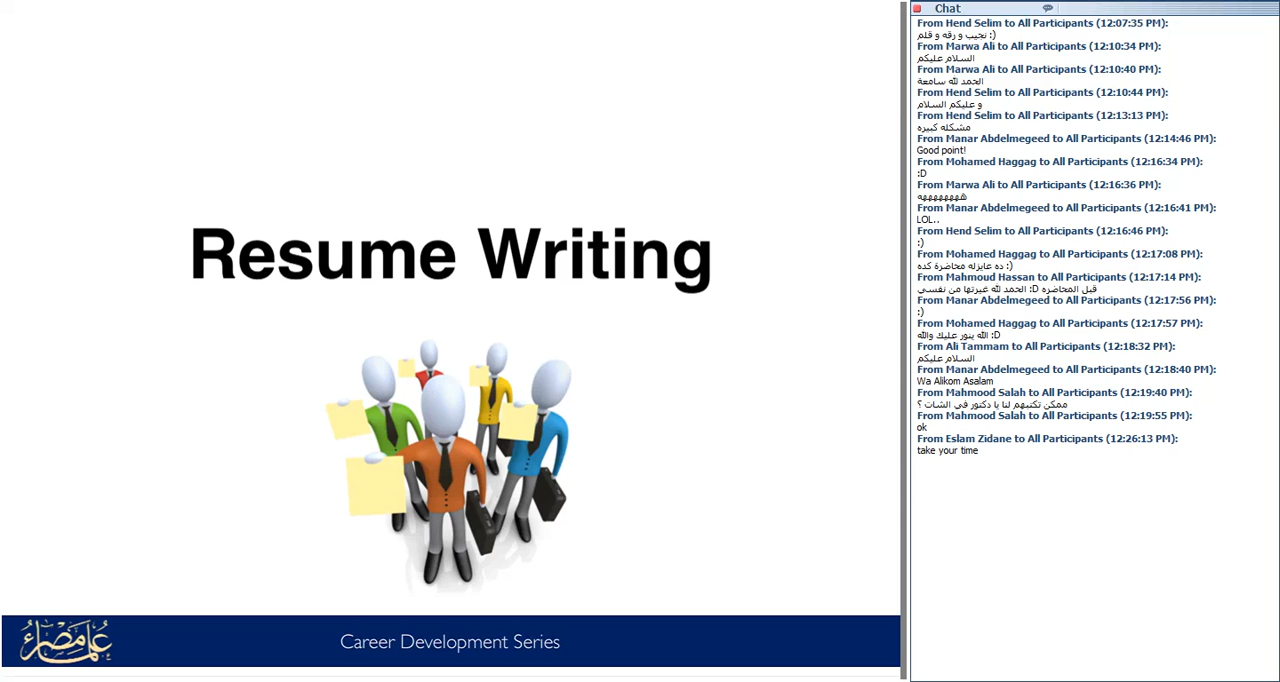 Resume Writing
علماء مصر
Career Development Series
Chat
From Hend Selim to All Participants (12:07:35 PM):
نجيب و رقه و قلم :)
From Marwa Ali to All Participants (12:10:34 PM):
السلام عليكم
From Marwa Ali to All Participants (12:10:40 PM):
الحمد لله سامعة
From Hend Selim to All Participants (12:10:44 PM):
و عليكم السلام
From Hend Selim to All Participants (12:13:13 PM):
مشكله كبيره
From Manar Abdelmegeed to All Participants (12:14:46 PM):
Good point!
From Mohamed Haggag to All Participants (12:16:34 PM):
:D
From Marwa Ali to All Participants (12:16:36 PM):
From Manar Abdelmegeed to All Participants (12:16:41 PM):
LOL..
From Hend Selim to All Participants (12:16:46 PM):
:)
From Mohamed Haggag to All Participants (12:17:08 PM):
ده عايزله محاضرة كده :)
From Mahmoud Hassan to All Participants (12:17:14 PM):
الحمد لله غيرتها من نفسي :D قبل المحاضره
From Manar Abdelmegeed to All Participants (12:17:56 PM):
:)
From Mohamed Haggag to All Participants (12:17:57 PM):
الله ينور عليك والله :D
From Ali Tammam to All Participants (12:18:32 PM):
السلام عليكم
From Manar Abdelmegeed to All Participants (12:18:40 PM):
Wa Alikom Asalam
From Mahmood Salah to All Participants (12:19:40 PM):
ممكن تكتبهم لنا يا دكتور في الشات ؟
From Mahmood Salah to All Participants (12:19:55 PM):
ok
From Eslam Zidane to All Participants (12:26:13 PM):
take your time